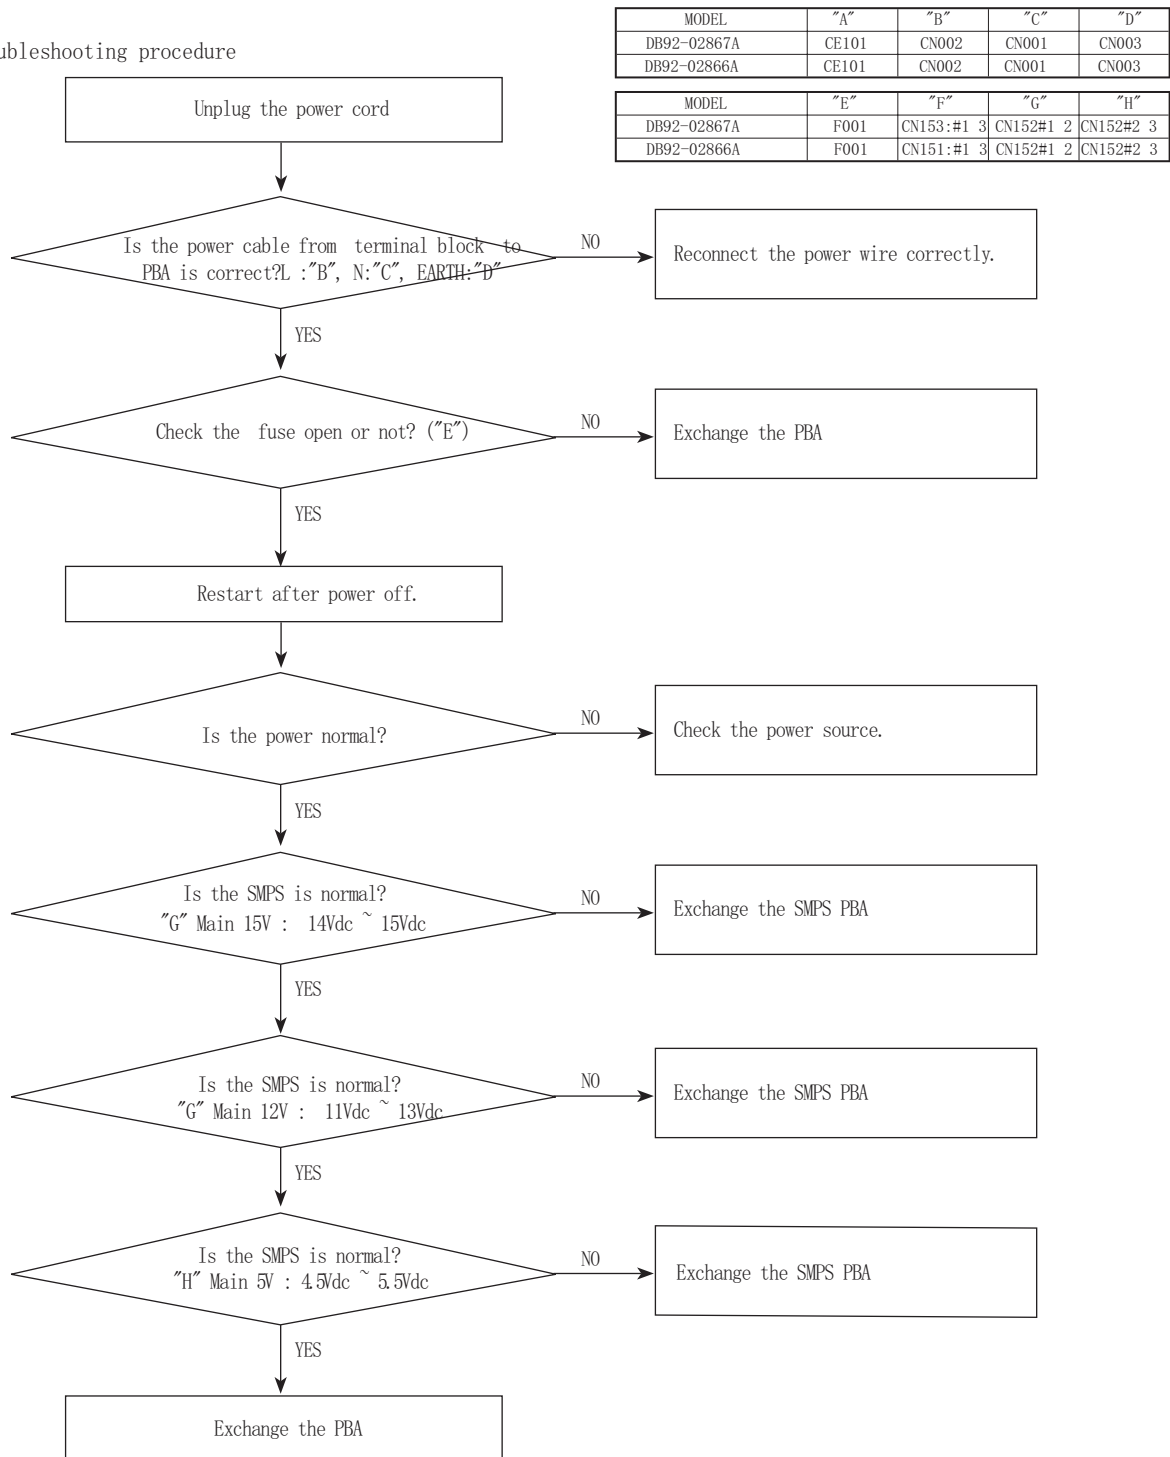 MODEL "A" "B" "C" "D"
DB92-02867A CE101 CN002 CN001 CN003
DB92-02866A CE101 CN002 CN001 CN003
MODEL "E" "F" "G" "H"
DB92-02867A F001 CN153:#1 3 CN152#1 2 CN152#2 3
DB92-02866A F001 CN151:#1 3 CN152#1 2 CN152#2 3
ubleshooting procedure
Unplug the power cord
Is the power cable from terminal block to
PBA is correct?L :"B", N:"C", EARTH:"D"
NO
Reconnect the power wire correctly.
YES
Check the fuse open or not? ("E")
NO
Exchange the PBA
YES
Restart after power off.
Is the power normal?
NO
Check the power source.
YES
Is the SMPS is normal?
"G" Main 15V : 14Vdc ~ 15Vdc
NO
Exchange the SMPS PBA
YES
Is the SMPS is normal?
"G" Main 12V : 11Vdc ~ 13Vdc
NO
Exchange the SMPS PBA
YES
Is the SMPS is normal?
"H" Main 5V : 4.5Vdc ~ 5.5Vdc
NO
Exchange the SMPS PBA
YES
Exchange the PBA